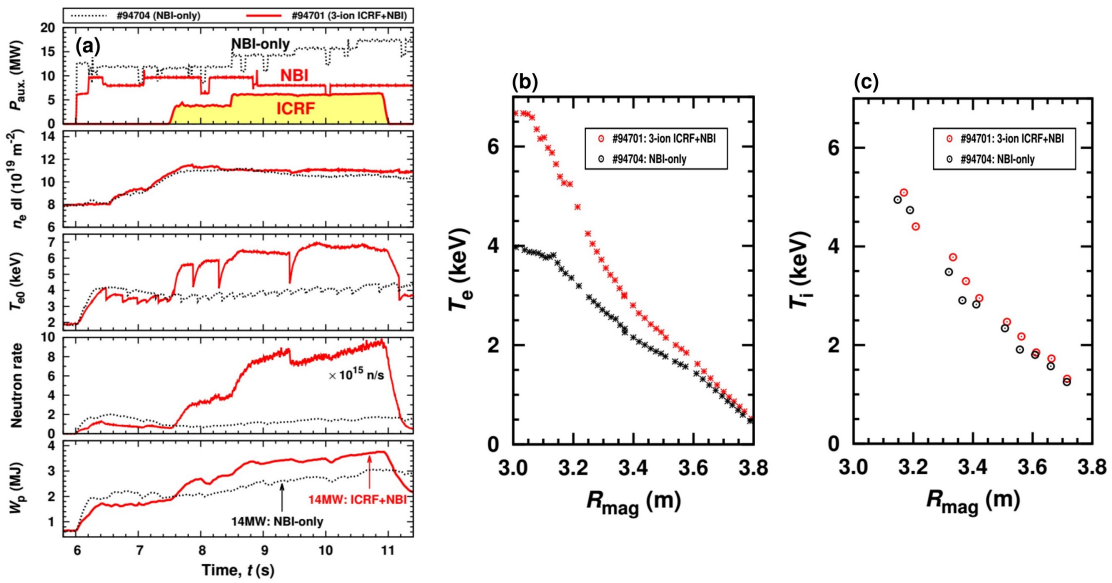 #94704 (NBI-only) #94701 (3-ion ICRF+NBI)
(a)
P_aux. (MW)
20
15
10
5
0
NBI-only
NBI
ICRF
n_e dl (10^19 m^-2)
14
12
10
8
6
T_e0 (keV)
7
6
5
4
3
2
Neutron rate
10
8
6
4
2
0
× 10^15 n/s
W_p (MJ)
4
3
2
1
14MW: ICRF+NBI
14MW: NBI-only
6 7 8 9 10 11
Time, t (s)
(b)
T_e (keV)
8
6
4
2
0
#94701: 3-ion ICRF+NBI
#94704: NBI-only
3.0 3.2 3.4 3.6 3.8
R_mag (m)
(c)
T_i (keV)
8
6
4
2
0
#94701: 3-ion ICRF+NBI
#94704: NBI-only
3.0 3.2 3.4 3.6 3.8
R_mag (m)